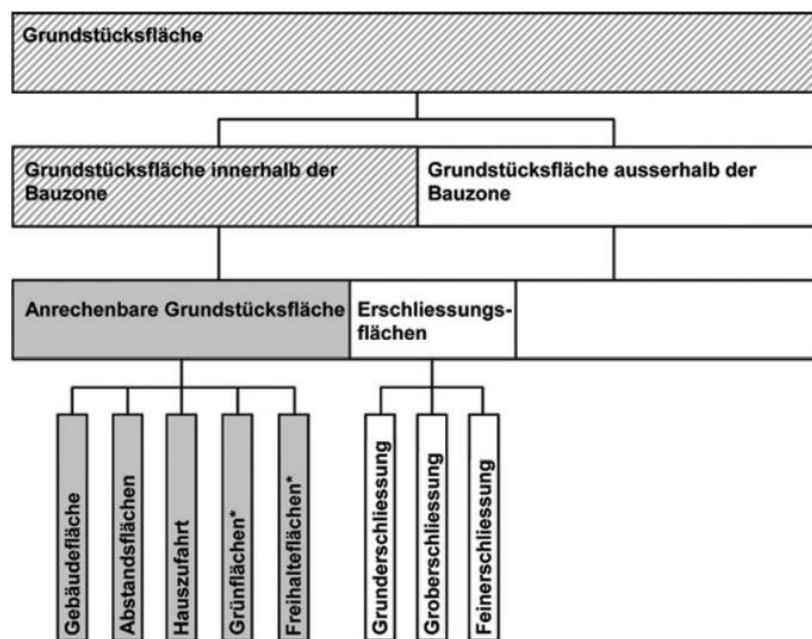 Grundstücksfläche
Grundstücksfläche innerhalb der
Bauzone
Grundstücksfläche ausserhalb der
Bauzone
Anrechenbare Grundstücksfläche
Erschliessungs-
flächen
Gebäudefläche
Abstandsflächen
Hauszufahrt
Grünflächen*
Freihalteflächen*
Grunderschliessung
Groberschliessung
Feinerschliessung